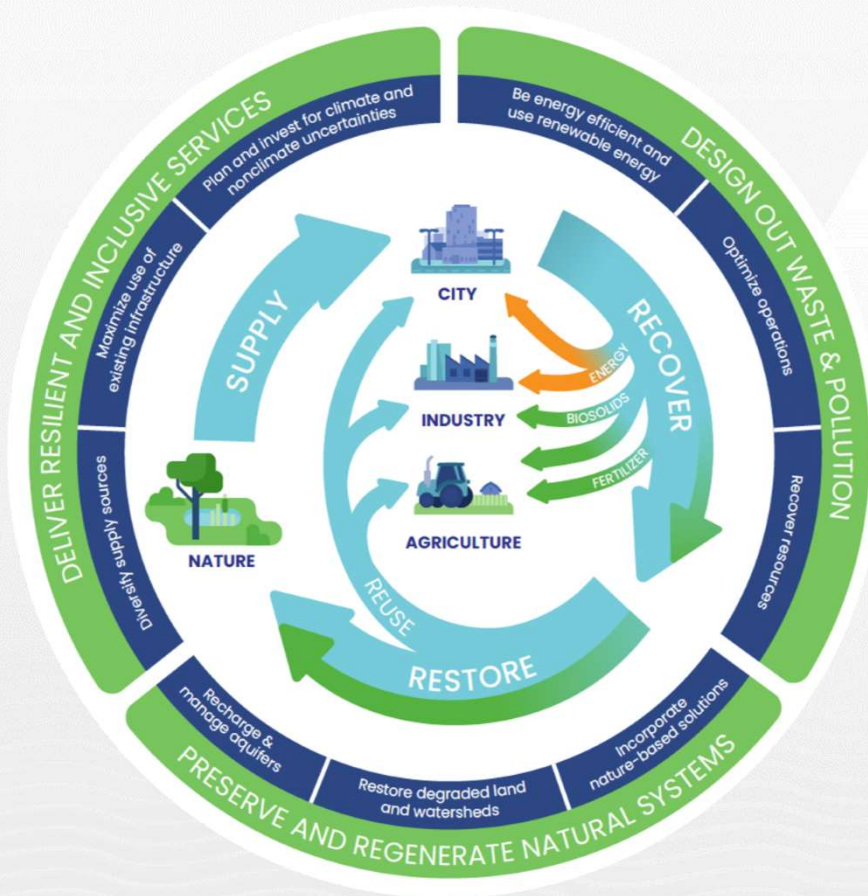 DELIVER RESILIENT AND INCLUSIVE SERVICES
Plan and invest for climate and
nonclimate uncertainties
Maximize use of
existing infrastructure
Diversify supply sources
DESIGN OUT WASTE & POLLUTION
Be energy efficient and
use renewable energy
Optimize operations
Recover resources
PRESERVE AND REGENERATE NATURAL SYSTEMS
Incorporate
nature-based solutions
Restore degraded land
and watersheds
Recharge &
manage aquifers
SUPPLY
CITY
RECOVER
ENERGY
INDUSTRY
BIOSOLIDS
FERTILIZER
AGRICULTURE
NATURE
REUSE
RESTORE